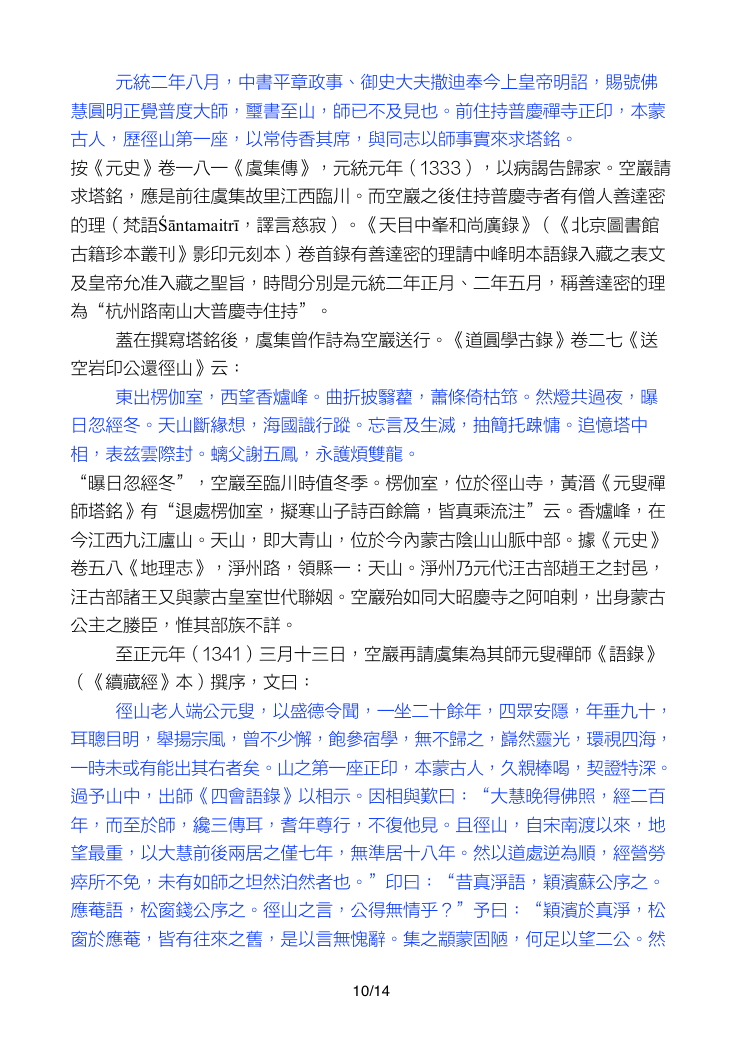 元統二年八月，中書平章政事、御史大夫撒迪奉今上皇帝明詔，賜號佛
慧圓明正覺普度大師，璽書至山，師已不及見也。前住持普慶禪寺正印，本蒙
古人，歷徑山第一座，以常侍香其席，與同志以師事實來求塔銘。
按《元史》卷一八一《虞集傳》，元統元年（1333），以病謁告歸家。空巖請
求塔銘，應是前往虞集故里江西臨川。而空巖之後住持普慶寺者有僧人善達密
的理（梵語Śāntamaitrī，譯言慈寂）。《天目中峯和尚廣錄》（《北京圖書館
古籍珍本叢刊》影印元刻本）卷首錄有善達密的理請中峰明本語錄入藏之表文
及皇帝允准入藏之聖旨，時間分別是元統二年正月、二年五月，稱善達密的理
為“杭州路南山大普慶寺住持”。
蓋在撰寫塔銘後，虞集曾作詩為空巖送行。《道園學古錄》卷二七《送
空岩印公還徑山》云：
東出楞伽室，西望香爐峰。曲折披翳藋，蕭條倚枯筇。然燈共過夜，曝
日忽經冬。天山斷緣想，海國識行蹤。忘言及生滅，抽簡托踈慵。追憶塔中
相，表茲雲際封。螭父謝五鳳，永護煩雙龍。
“曝日忽經冬”，空巖至臨川時值冬季。楞伽室，位於徑山寺，黃溍《元叟禪
師塔銘》有“退處楞伽室，擬寒山子詩百餘篇，皆真乘流注”云。香爐峰，在
今江西九江廬山。天山，即大青山，位於今內蒙古陰山山脈中部。據《元史》
卷五八《地理志》，淨州路，領縣一：天山。淨州乃元代汪古部趙王之封邑，
汪古部諸王又與蒙古皇室世代聯姻。空巖殆如同大昭慶寺之阿咱剌，出身蒙古
公主之媵臣，惟其部族不詳。
至正元年（1341）三月十三日，空巖再請虞集為其師元叟禪師《語錄》
（《續藏經》本）撰序，文曰：
徑山老人端公元叟，以盛德令聞，一坐二十餘年，四眾安隱，年垂九十，
耳聰目明，舉揚宗風，曾不少懈，飽參宿學，無不歸之，巋然靈光，環視四海，
一時未或有能出其右者矣。山之第一座正印，本蒙古人，久親棒喝，契證特深。
過予山中，出師《四會語錄》以相示。因相與歎曰：“大慧晚得佛照，經二百
年，而至於師，纔三傳耳，耆年尊行，不復他見。且徑山，自宋南渡以來，地
望最重，以大慧前後兩居之僅七年，無準居十八年。然以道處逆為順，經營勞
瘁所不免，未有如師之坦然泊然者也。”印曰：“昔真淨語，穎濱蘇公序之。
應菴語，松窗錢公序之。徑山之言，公得無情乎？”予曰：“穎濱於真淨，松
窗於應菴，皆有往來之舊，是以言無愧辭。集之顓蒙固陋，何足以望二公。然
10/14